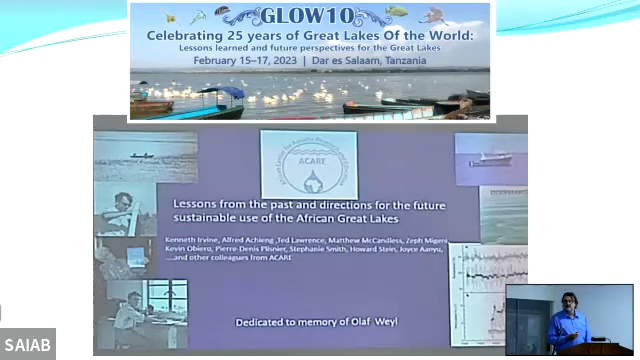 GLOW10
Celebrating 25 years of Great Lakes Of the World:
Lessons learned and future perspectives for the Great Lakes
February 15–17, 2023 | Dar es Salaam, Tanzania
ACARE
Lessons from the past and directions for the future
sustainable use of the African Great Lakes
Kenneth Irvine, Alfred Achieng ,Ted Lawrence, Matthew McCandless, Zeph Migeni
Kevin Obiero, Pierre-Denis Plisnier, Stephanie Smith, Howard Stein, Joyce Aanyu,
....and other colleagues from ACARE
Dedicated to memory of Olaf Weyl
SAIAB